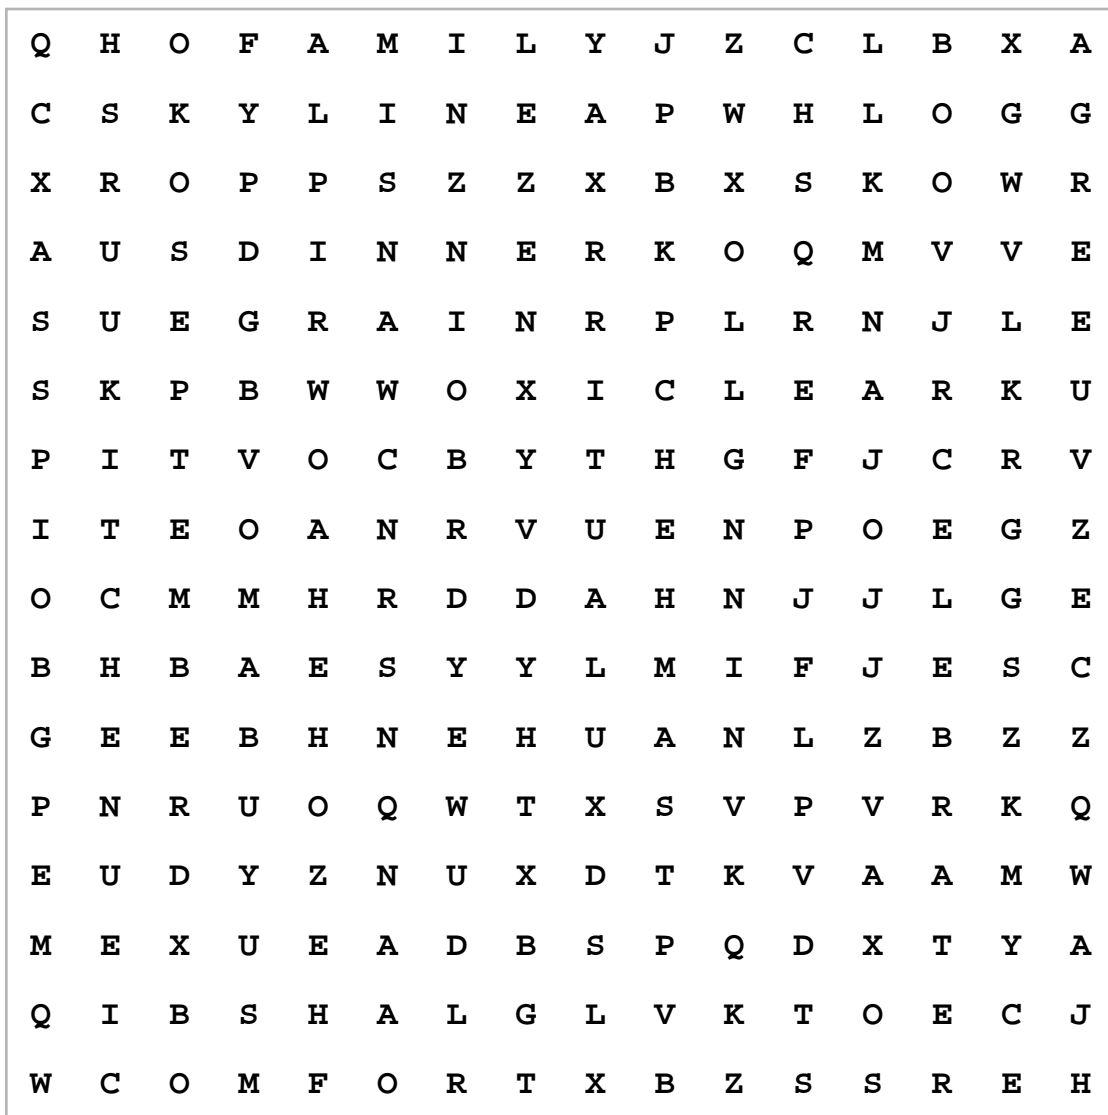 Q H O F A M I L Y J Z C L B X A
C S K Y L I N E A P W H L O G G
X R O P P S Z Z X B X S K O W R
A U S D I N N E R K O Q M V V E
S U E G R A I N R P L R N J L E
S K P B W W O X I C L E A R K U
P I T V O C B Y T H G F J C R V
I T E O A N R V U E N P O E G Z
O C M M H R D D A H N J J L G E
B H B A E S Y Y L M I F J E S C
G E E B H N E H U A N L Z B Z Z
P N R U O Q W T X S V P V R K Q
E U D Y Z N U X D T K V A A M W
M E X U E A D B S P Q D X T Y A
Q I B S H A L G L V K T O E C J
W C O M F O R T X B Z S S R E H